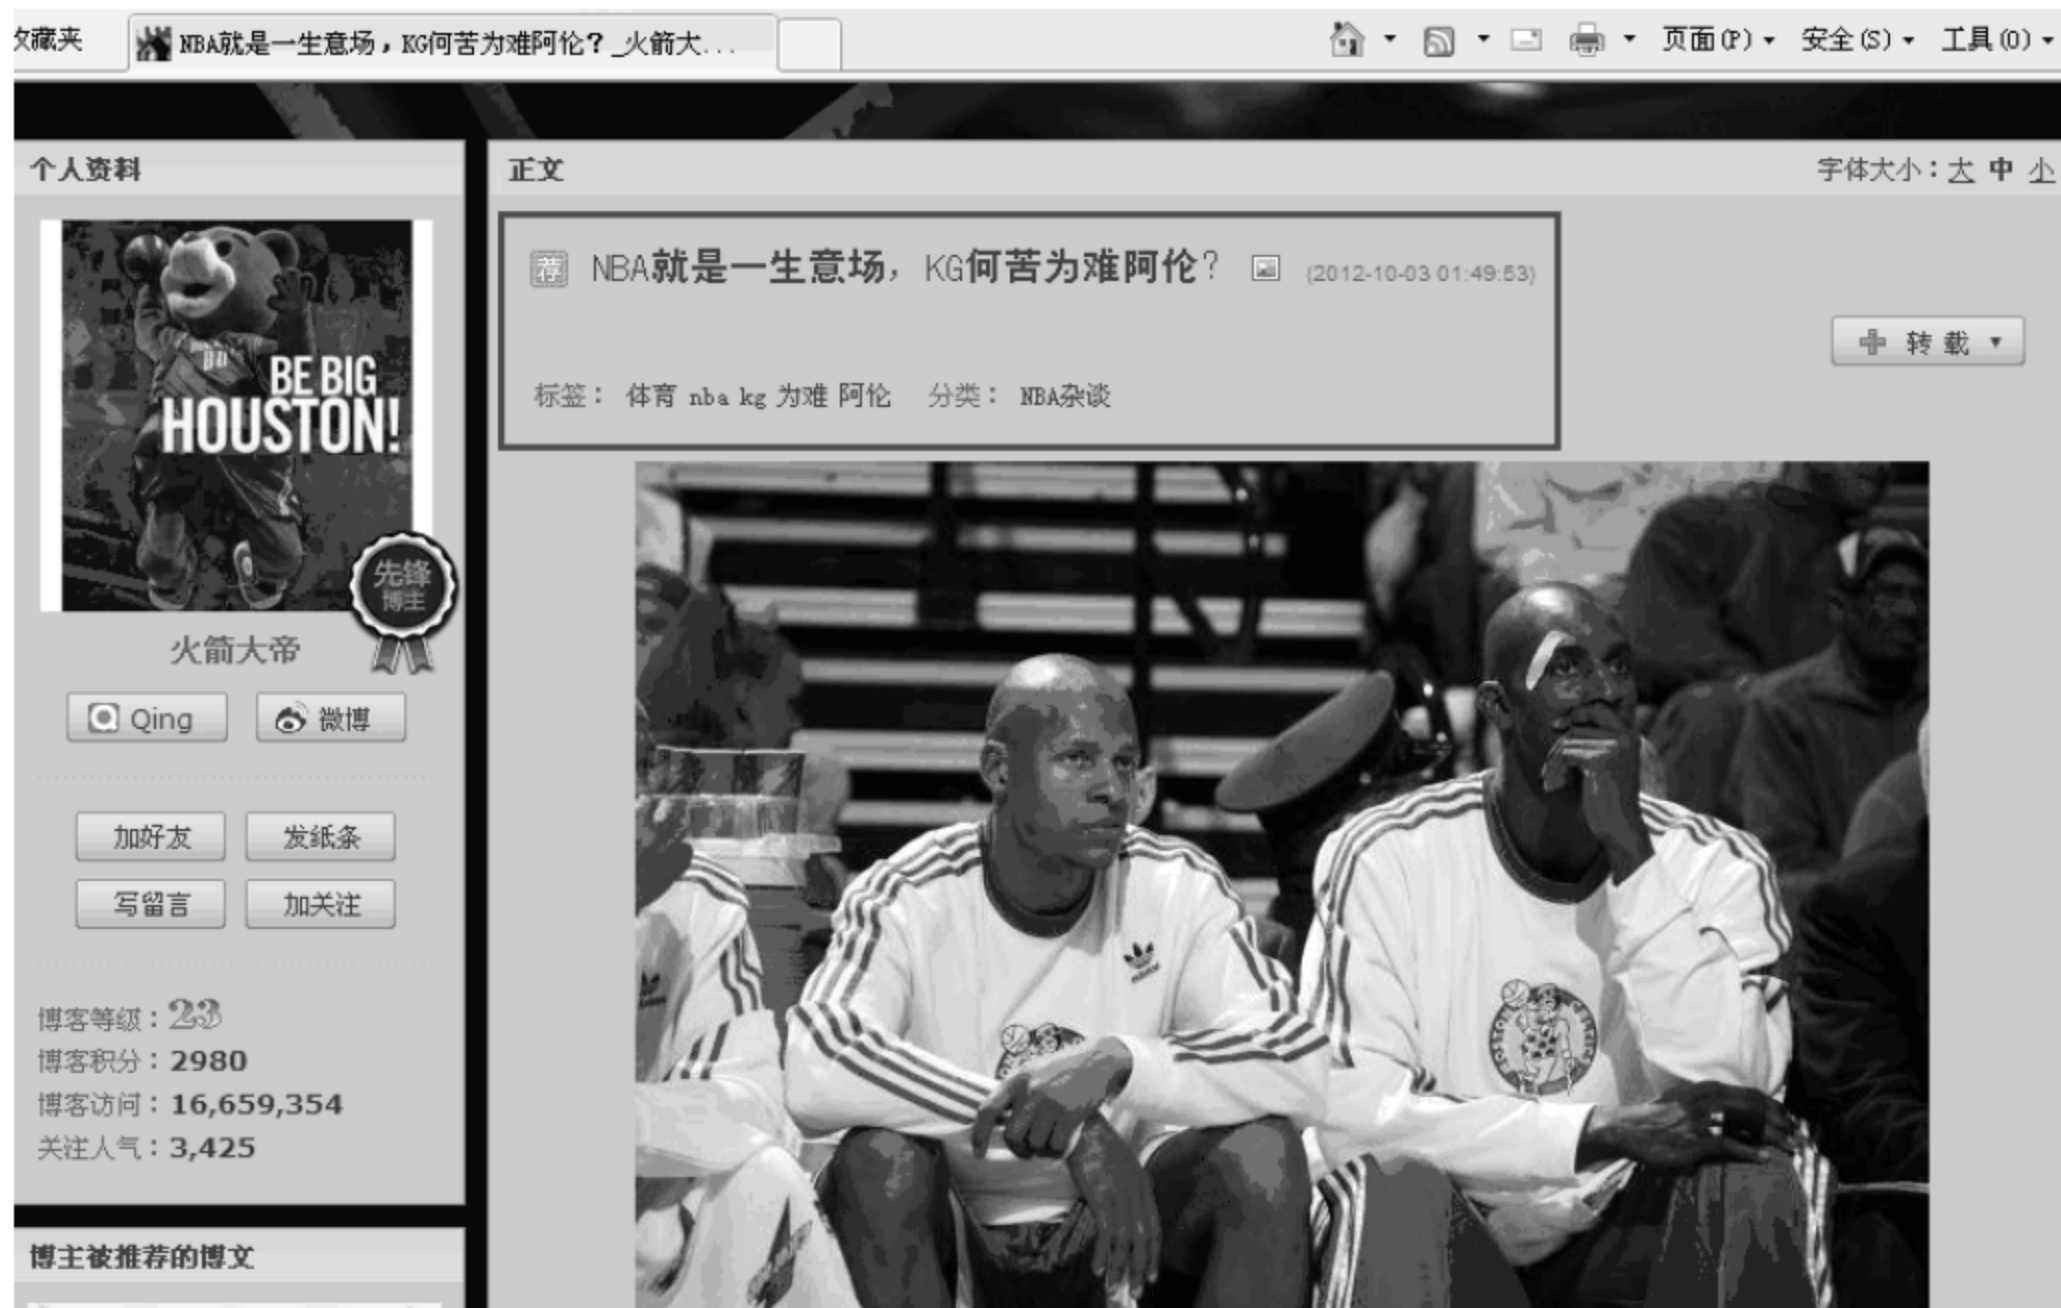 收藏夹
NBA就是一生意场，KG何苦为难阿伦？_火箭大...
页面(P)
安全(S)
工具(O)
个人资料
BE BIG
HOUSTON!
先锋
博主
火箭大帝
Qing
微博
加好友
发纸条
写留言
加关注
博客等级：23
博客积分：2980
博客访问：16,659,354
关注人气：3,425
博主被推荐的博文
正文
字体大小：大 中 小
荐 NBA就是一生意场，KG何苦为难阿伦？ (2012-10-03 01:49:53)
转载
标签： 体育 nba kg 为难 阿伦 分类： NBA杂谈
adidas